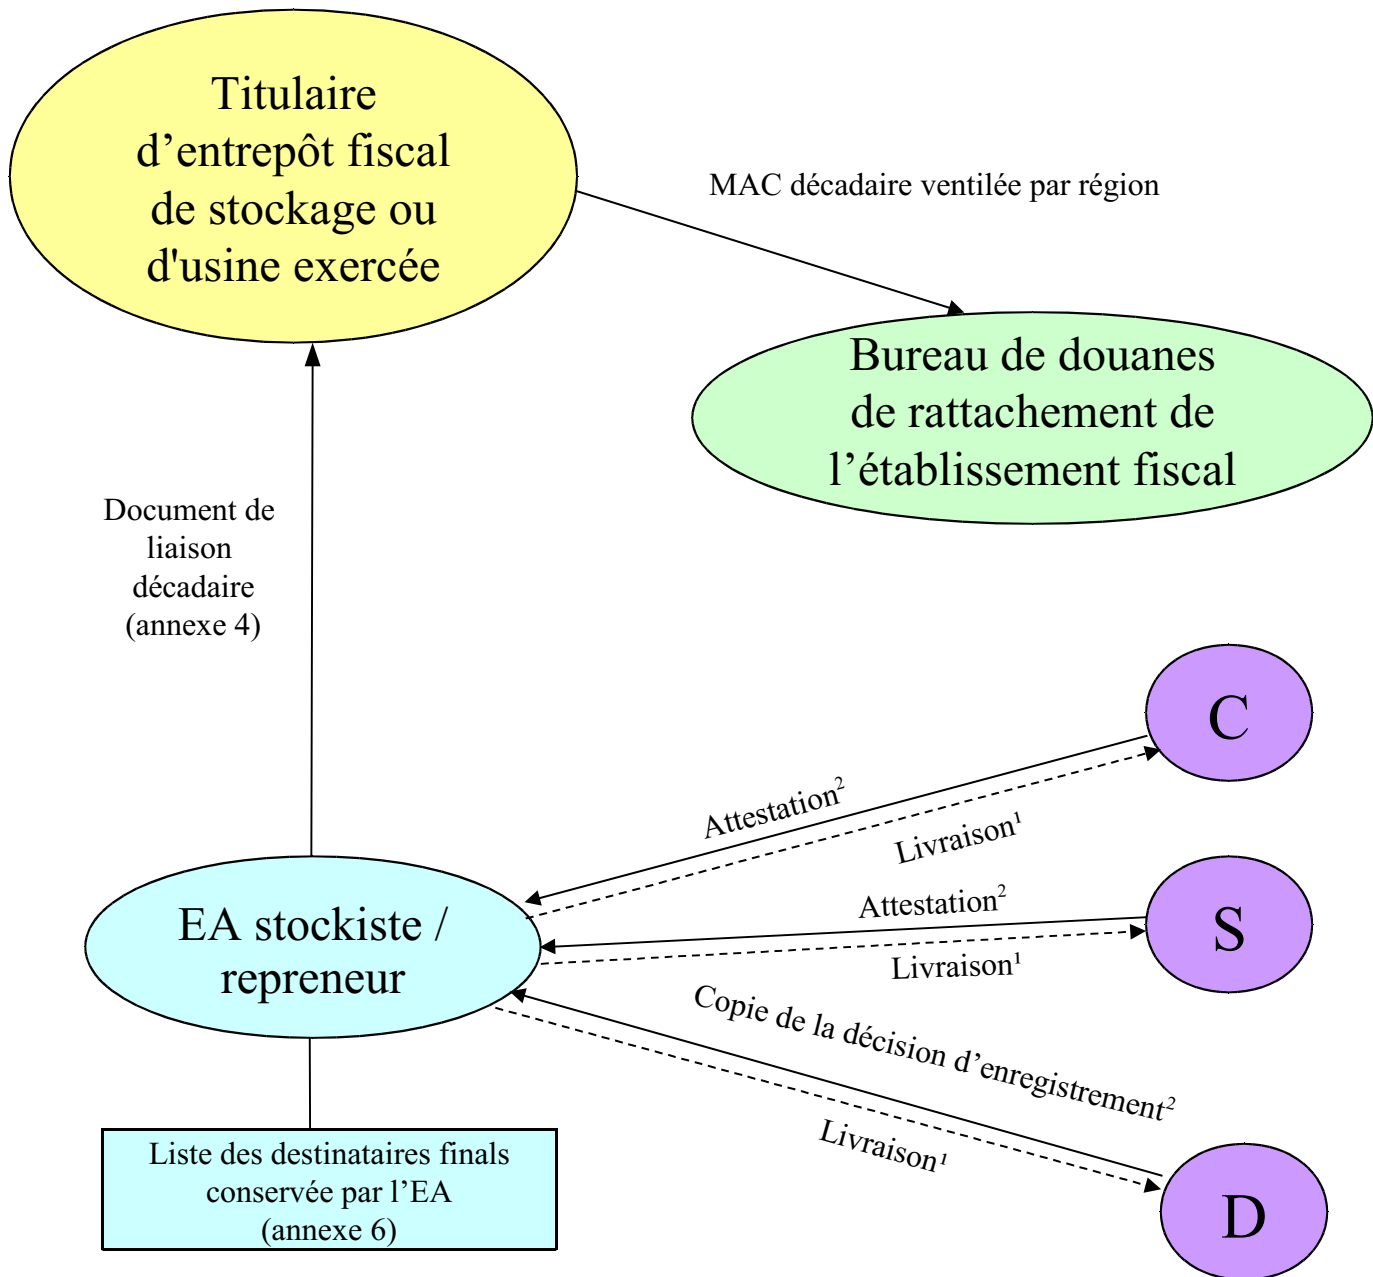 Titulaire
d’entrepôt fiscal
de stockage ou
d'usine exercée
MAC décadaire ventilée par région
Bureau de douanes
de rattachement de
l’établissement fiscal
Document de
liaison
décadaire
(annexe 4)
C
Attestation²
Livraison¹
EA stockiste /
repreneur
Attestation²
S
Livraison¹
Copie de la décision d’enregistrement²
Livraison¹
D
Liste des destinataires finals
conservée par l’EA
(annexe 6)